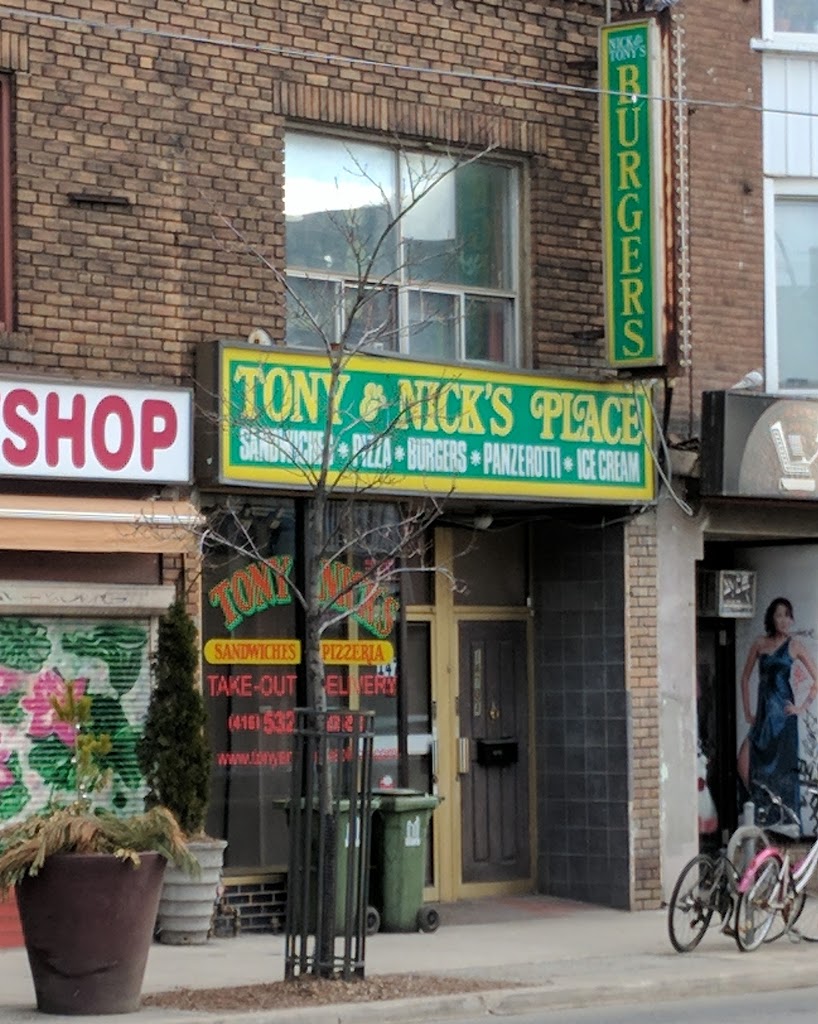 NICK &
TONY'S
BURGERS
TONY & NICK'S PLACE
SANDWICHES * PIZZA * BURGERS * PANZEROTTI * ICE CREAM
SHOP
TONY NICKS
SANDWICHES PIZZERIA
TAKE-OUT DELIVERY
(416) 532